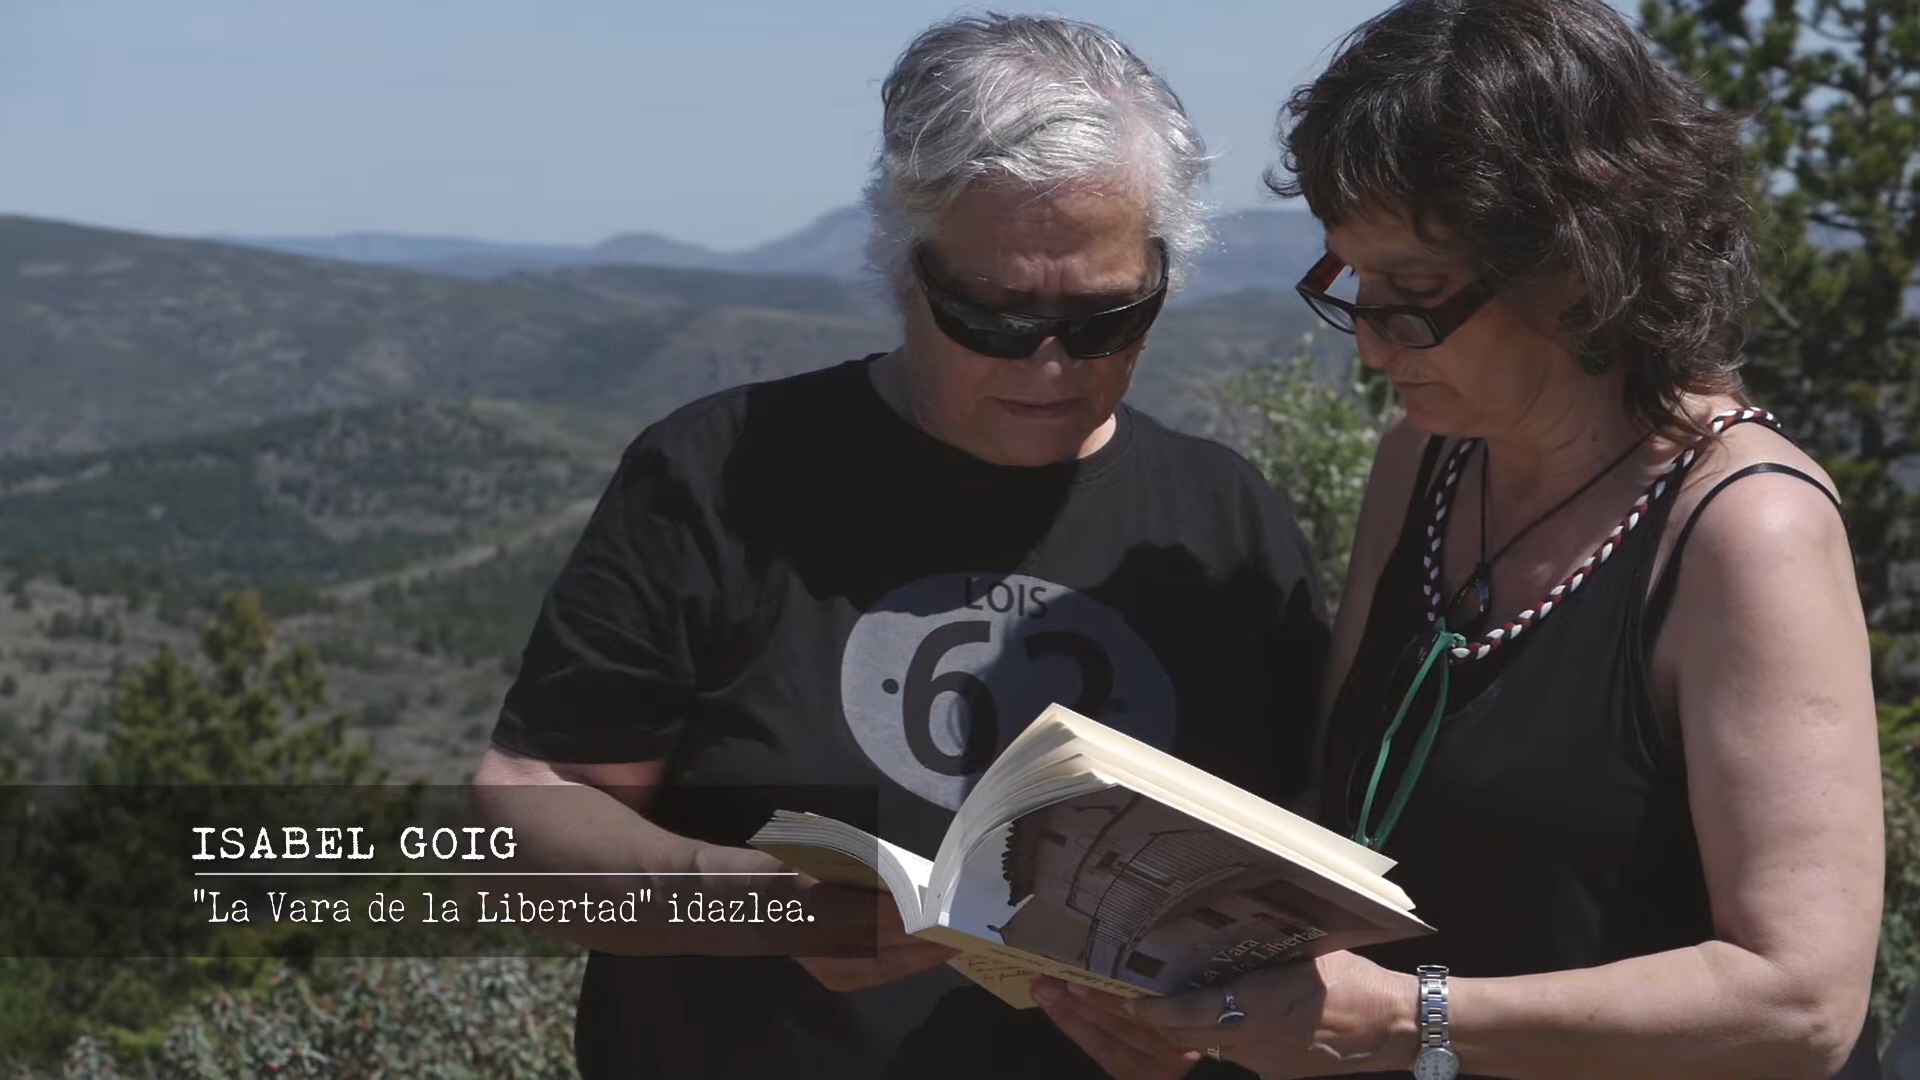 LOIS
62
ISABEL GOIG
"La Vara de la Libertad" idazlea.
La Vara
de la Libertad